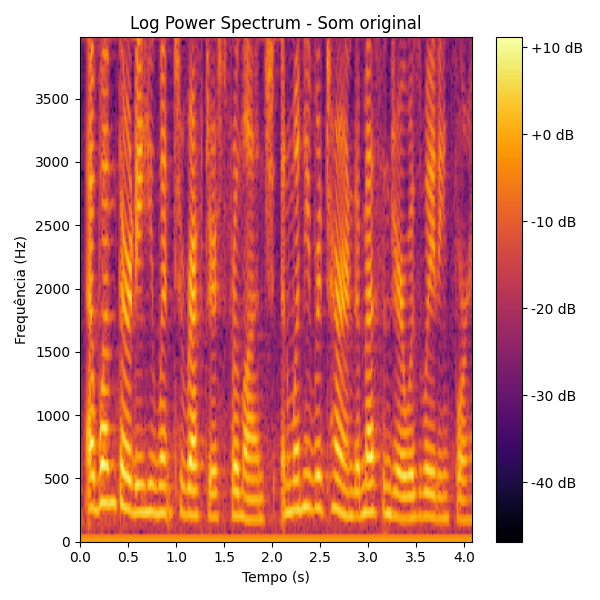 Log Power Spectrum - Som original
Frequência (Hz)
3500
3000
2500
2000
1500
1000
500
0
0.0 0.5 1.0 1.5 2.0 2.5 3.0 3.5 4.0
Tempo (s)
+10 dB
+0 dB
-10 dB
-20 dB
-30 dB
-40 dB